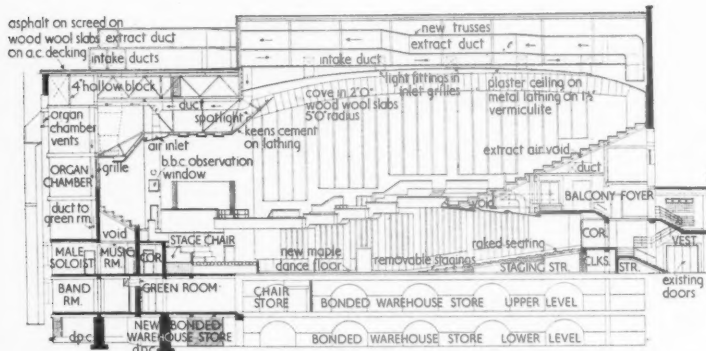 asphalt on screed on
wood wool slabs
on a.c. decking
extract duct
intake ducts
new trusses
extract duct
intake duct
4" hollow block
duct
spotlight
cove in 2'0"
wood wool slabs
5'0" radius
light fittings in
inlet grilles
plaster ceiling on
metal lathing on 1½"
vermiculite
organ
chamber
vents
keens cement
on lathing
air inlet
grille
b.b.c observation
window
extract air void
duct
ORGAN
CHAMBER
BALCONY FOYER
duct to
green rm.
void
void
MALE
SOLOIST
MUSIC
RM.
COR.
STAGE CHAIR
new maple
dance floor
removable stagings
raked seating
STAGING STR.
COR.
CLKS.
STR.
VEST.
existing
doors
BAND
RM.
GREEN ROOM
CHAIR
STORE
BONDED WAREHOUSE STORE UPPER LEVEL
d.p.c
NEW BONDED
WAREHOUSE STORE
d.p.c
BONDED WAREHOUSE STORE LOWER LEVEL